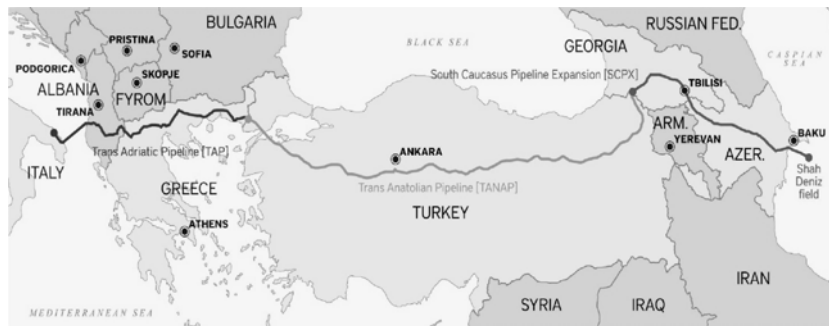 BULGARIA
RUSSIAN FED.
PRISTINA
SOFIA
BLACK SEA
GEORGIA
CASPIAN
SEA
PODGORICA
SKOPJE
South Caucasus Pipeline Expansion [SCPX]
TBILISI
ALBANIA
FYROM
TIRANA
ARM.
BAKU
Trans Adriatic Pipeline [TAP]
ANKARA
YEREVAN
AZER.
ITALY
Shah
Deniz
field
Trans Anatolian Pipeline [TANAP]
GREECE
TURKEY
ATHENS
IRAN
MEDITERRANEAN SEA
SYRIA
IRAQ